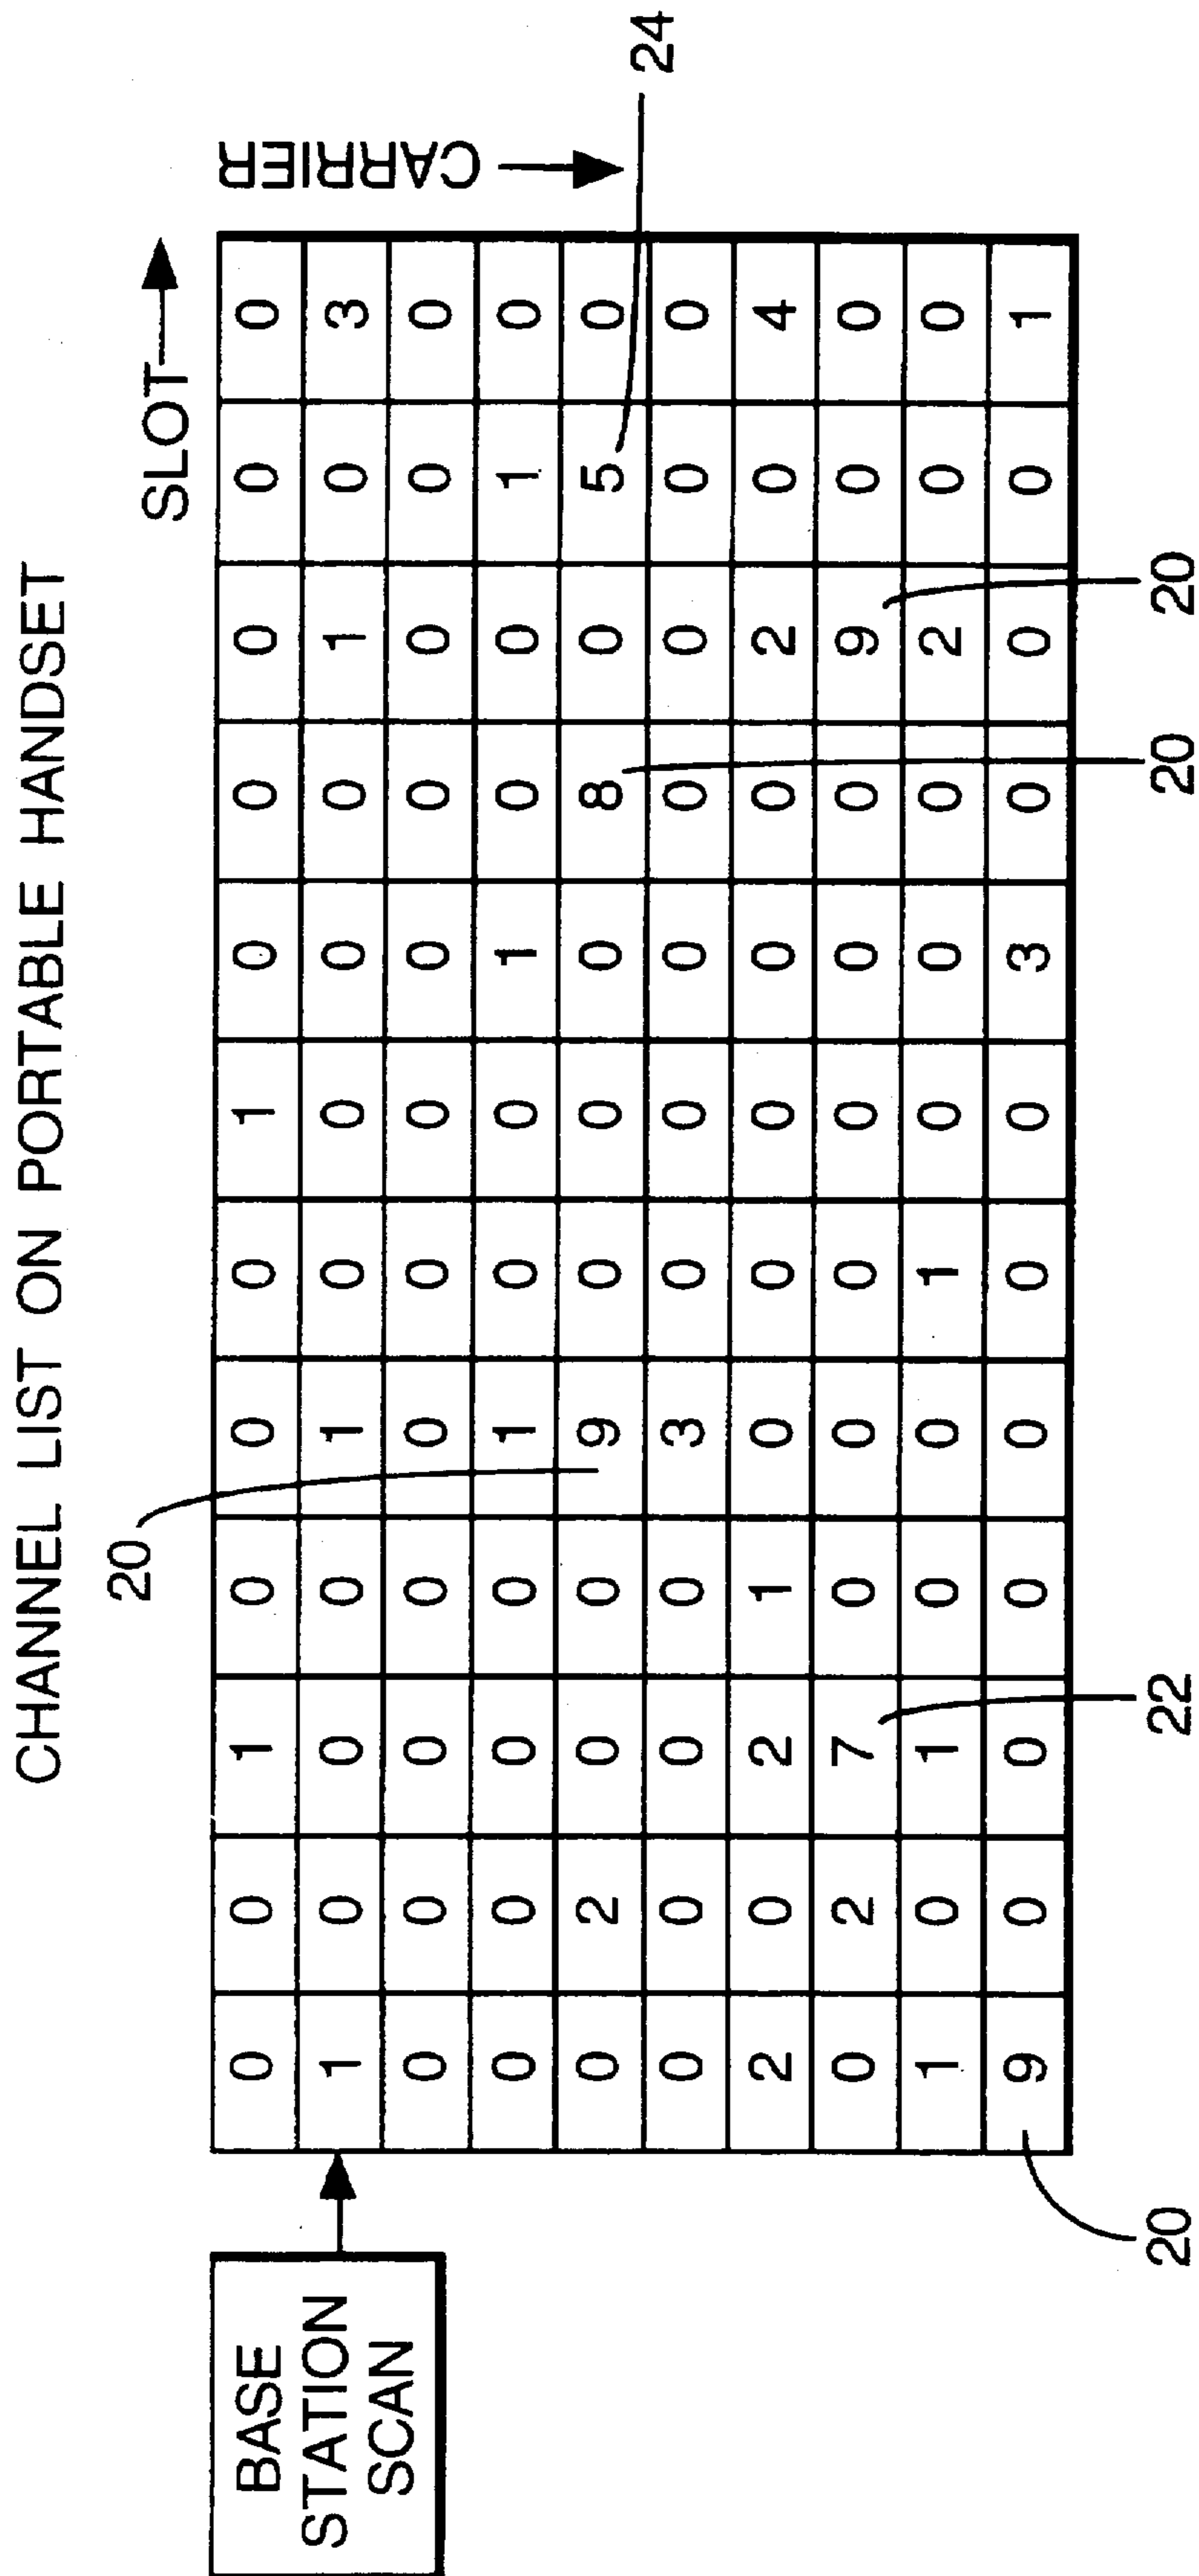 CHANNEL LIST ON PORTABLE HANDSET
20
SLOT
BASE
STATION
SCAN
CARRIER
0 0 1 0 0 0 1 0 0 0 0 0
1 0 0 0 1 0 0 0 0 1 0 3
0 0 0 0 0 0 0 0 0 0 0 0
0 0 0 0 1 0 0 1 0 0 1 0
0 2 0 0 9 0 0 0 8 0 5 0
0 0 0 0 3 0 0 0 0 0 0 0
2 0 2 1 0 0 0 0 0 2 0 4
0 2 7 0 0 0 0 0 0 9 0 0
1 0 1 0 0 1 0 0 0 2 0 0
9 0 0 0 0 0 0 3 0 0 0 1
24
20 22 20 20